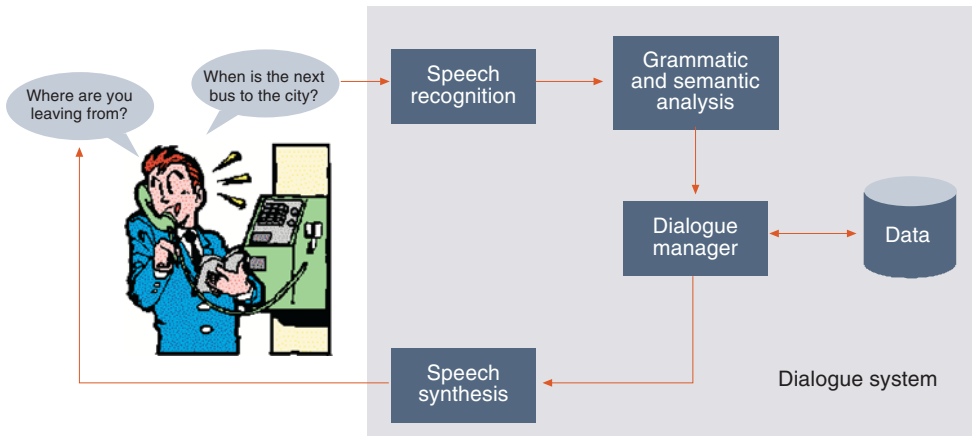 Where are you
leaving from?
When is the next
bus to the city?
Speech
recognition
Grammatic
and semantic
analysis
Dialogue
manager
Data
Speech
synthesis
Dialogue system